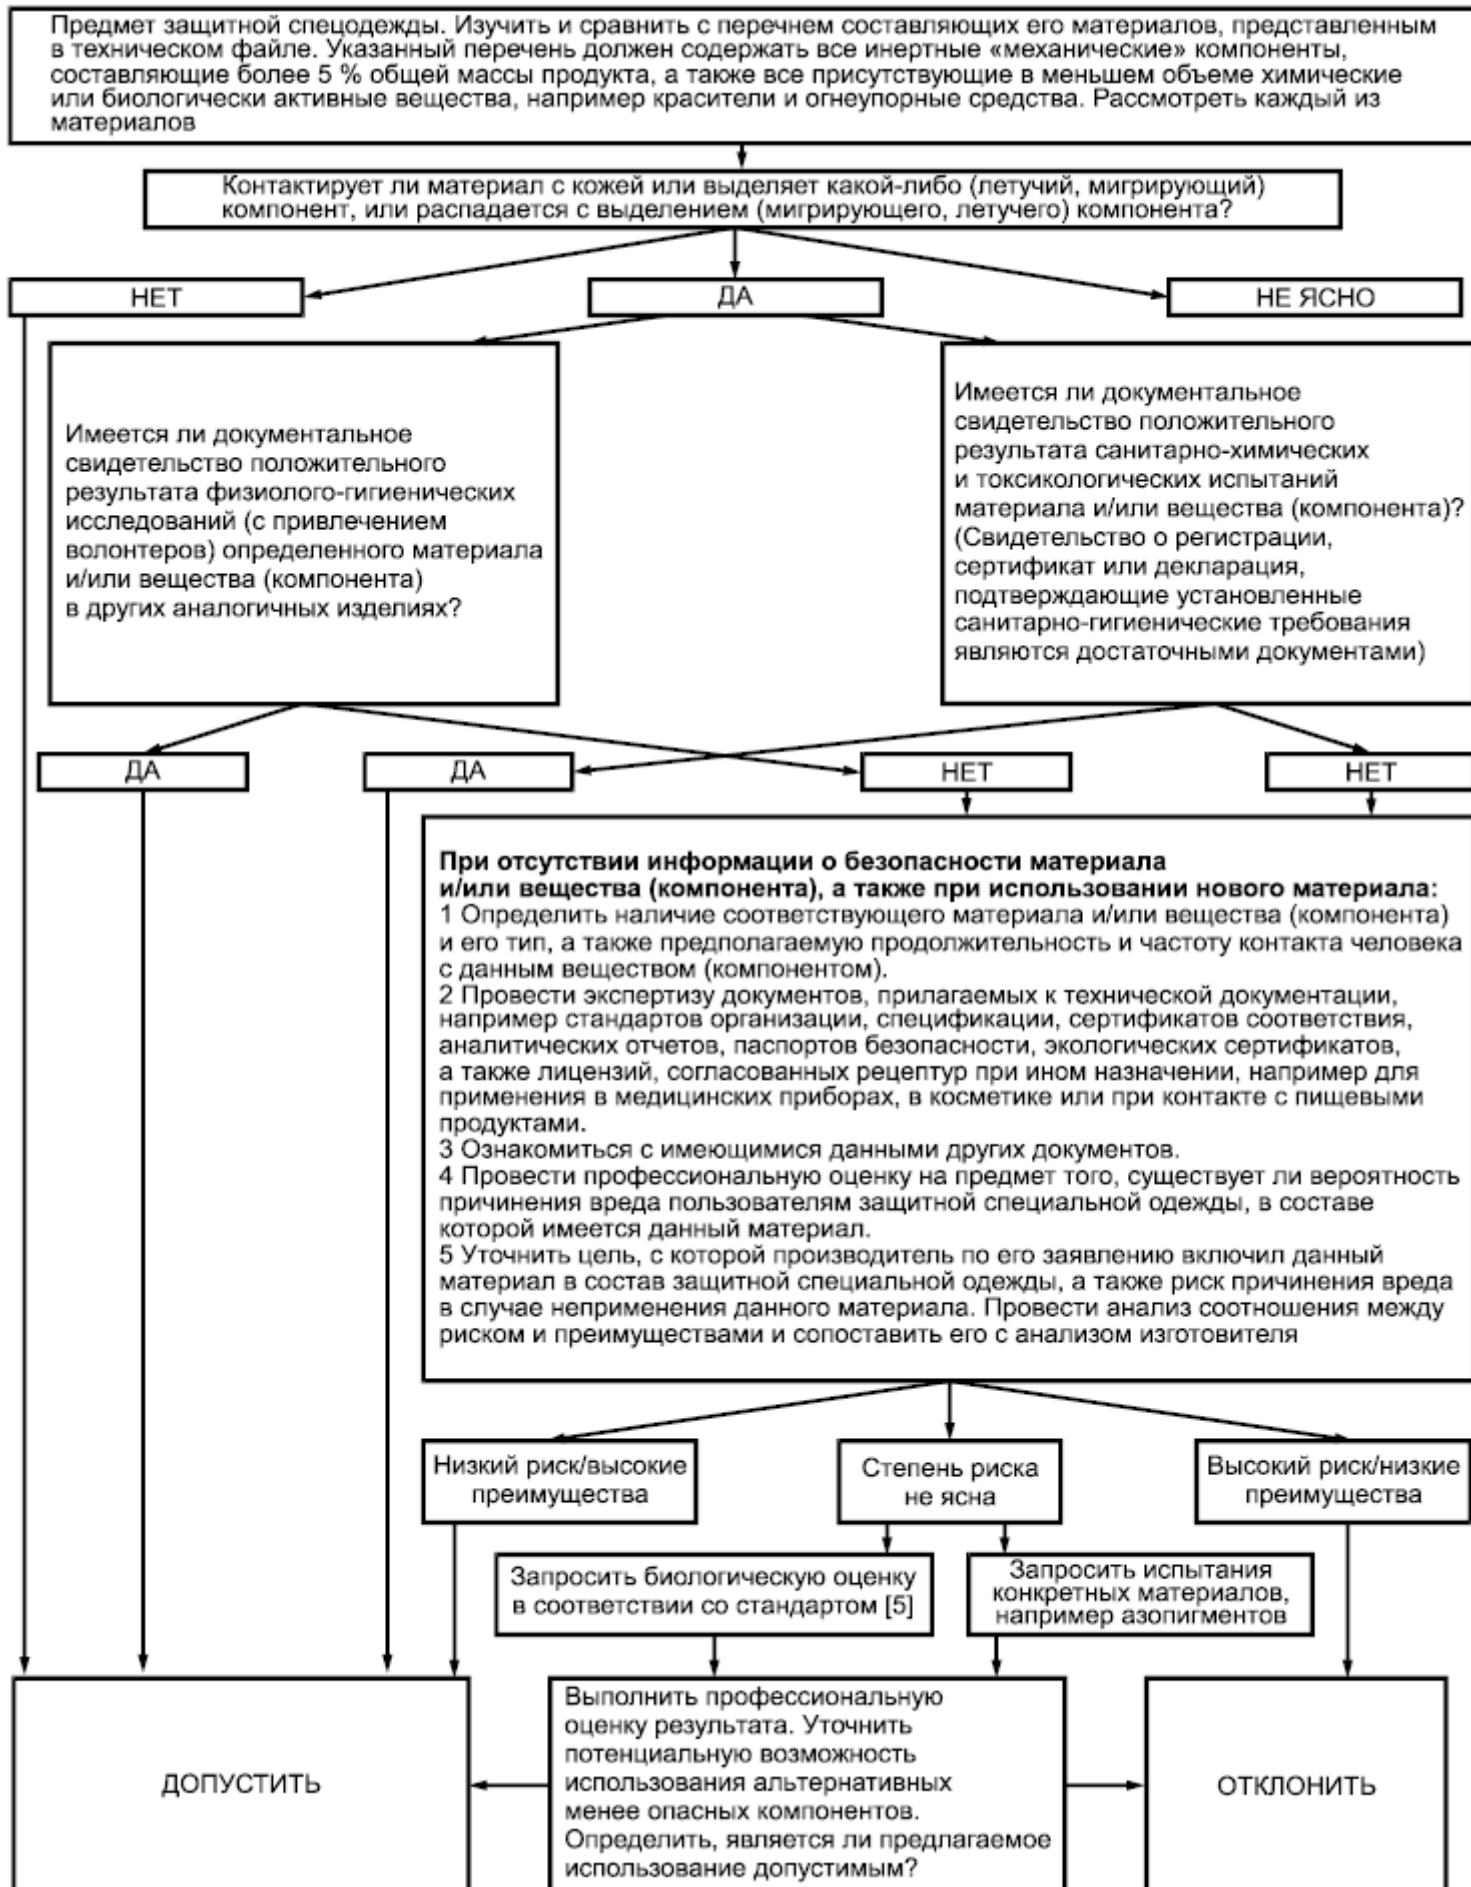 Предмет защитной спецодежды. Изучить и сравнить с перечнем составляющих его материалов, представленным
в техническом файле. Указанный перечень должен содержать все инертные «механические» компоненты,
составляющие более 5 % общей массы продукта, а также все присутствующие в меньшем объеме химические
или биологически активные вещества, например красители и огнеупорные средства. Рассмотреть каждый из
материалов
Контактирует ли материал с кожей или выделяет какой-либо (летучий, мигрирующий)
компонент, или распадается с выделением (мигрирующего, летучего) компонента?
НЕТ
ДА
НЕ ЯСНО
Имеется ли документальное
свидетельство положительного
результата физиолого-гигиенических
исследований (с привлечением
волонтеров) определенного материала
и/или вещества (компонента)
в других аналогичных изделиях?
Имеется ли документальное
свидетельство положительного
результата санитарно-химических
и токсикологических испытаний
материала и/или вещества (компонента)?
(Свидетельство о регистрации,
сертификат или декларация,
подтверждающие установленные
санитарно-гигиенические требования
являются достаточными документами)
ДА
ДА
НЕТ
НЕТ
При отсутствии информации о безопасности материала
и/или вещества (компонента), а также при использовании нового материала:
1 Определить наличие соответствующего материала и/или вещества (компонента)
и его тип, а также предполагаемую продолжительность и частоту контакта человека
с данным веществом (компонентом).
2 Провести экспертизу документов, прилагаемых к технической документации,
например стандартов организации, спецификации, сертификатов соответствия,
аналитических отчетов, паспортов безопасности, экологических сертификатов,
а также лицензий, согласованных рецептур при ином назначении, например для
применения в медицинских приборах, в косметике или при контакте с пищевыми
продуктами.
3 Ознакомиться с имеющимися данными других документов.
4 Провести профессиональную оценку на предмет того, существует ли вероятность
причинения вреда пользователям защитной специальной одежды, в составе
которой имеется данный материал.
5 Уточнить цель, с которой производитель по его заявлению включил данный
материал в состав защитной специальной одежды, а также риск причинения вреда
в случае неприменения данного материала. Провести анализ соотношения между
риском и преимуществами и сопоставить его с анализом изготовителя
Низкий риск/высокие
преимущества
Степень риска
не ясна
Высокий риск/низкие
преимущества
Запросить биологическую оценку
в соответствии со стандартом [5]
Запросить испытания
конкретных материалов,
например азопигментов
ДОПУСТИТЬ
Выполнить профессиональную
оценку результата. Уточнить
потенциальную возможность
использования альтернативных
менее опасных компонентов.
Определить, является ли предлагаемое
использование допустимым?
ОТКЛОНИТЬ